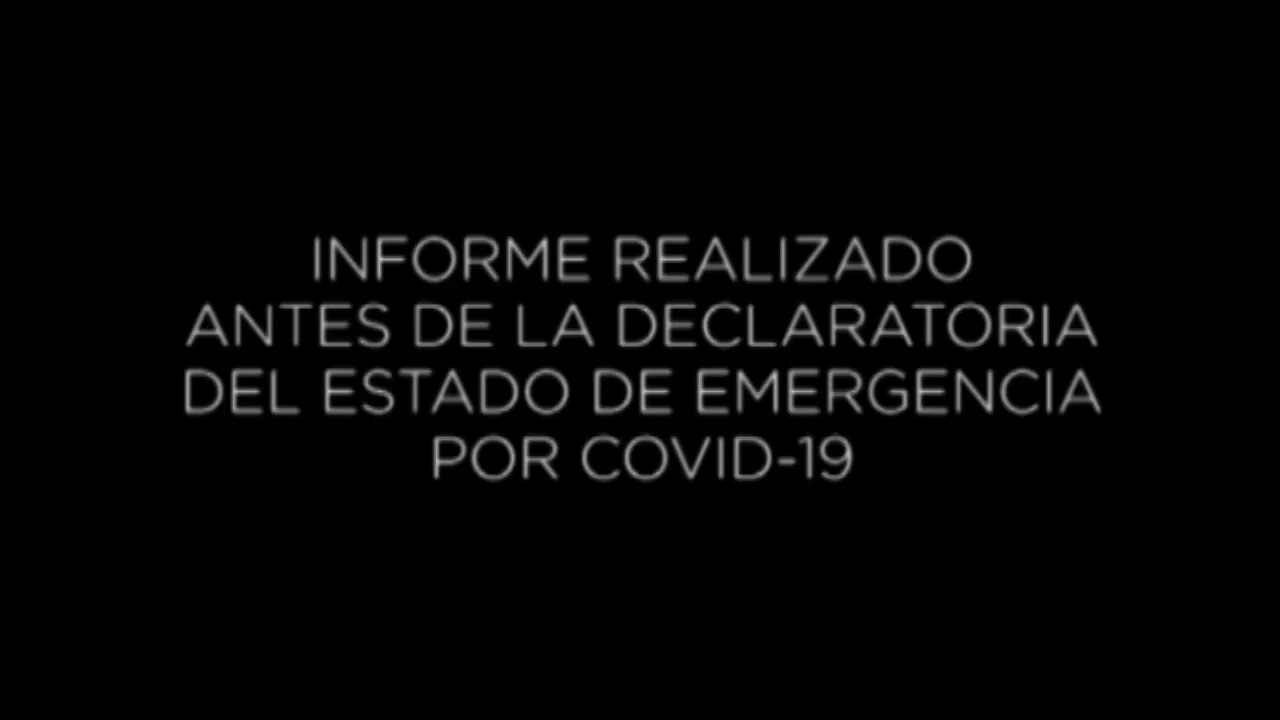 INFORME REALIZADO
ANTES DE LA DECLARATORIA
DEL ESTADO DE EMERGENCIA
POR COVID-19